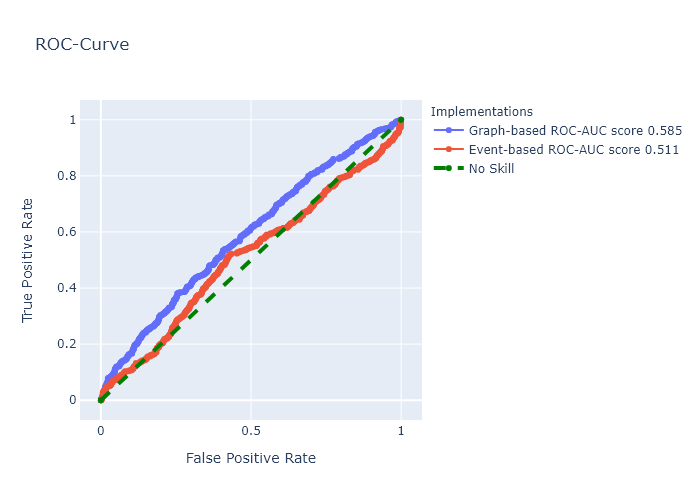 ROC-Curve
Implementations
Graph-based ROC-AUC score 0.585
Event-based ROC-AUC score 0.511
No Skill
1
0.8
0.6
0.4
0.2
0
True Positive Rate
0
0.5
1
False Positive Rate